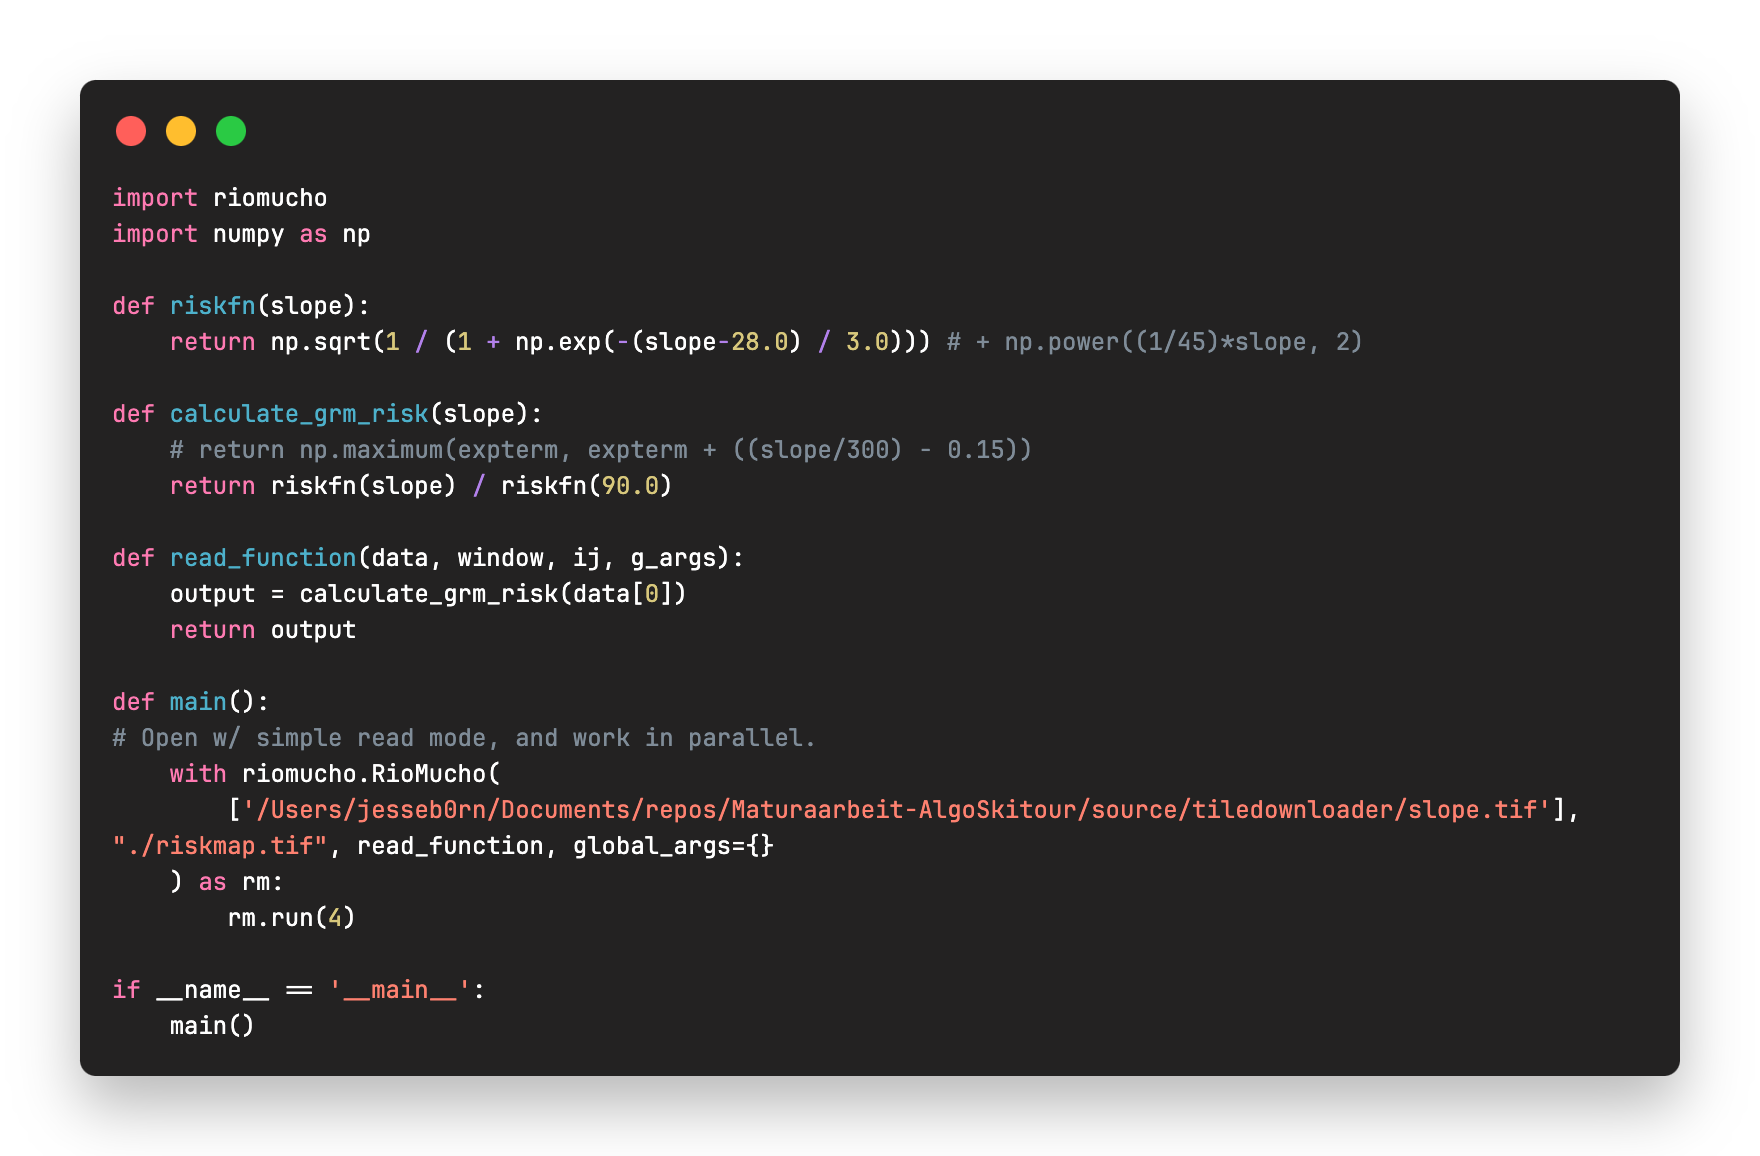 import riomucho
import numpy as np

def riskfn(slope):
    return np.sqrt(1 / (1 + np.exp(-(slope-28.0) / 3.0))) # + np.power((1/45)*slope, 2)

def calculate_grm_risk(slope):
    # return np.maximum(expterm, expterm + ((slope/300) - 0.15))
    return riskfn(slope) / riskfn(90.0)

def read_function(data, window, ij, g_args):
    output = calculate_grm_risk(data[0])
    return output

def main():
# Open w/ simple read mode, and work in parallel.
    with riomucho.RioMucho(
        ['/Users/jesseb0rn/Documents/repos/Maturaarbeit-AlgoSkitour/source/tiledownloader/slope.tif'],
"./riskmap.tif", read_function, global_args={}
    ) as rm:
        rm.run(4)

if __name__ == '__main__':
    main()